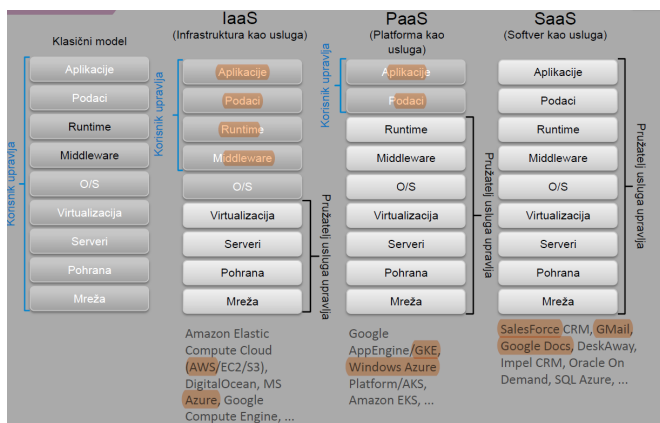 Klasični model
Korisnik upravlja
Aplikacije
Podaci
Runtime
Middleware
O/S
Virtualizacija
Serveri
Pohrana
Mreža
IaaS
(Infrastruktura kao usluga)
Korisnik upravlja
Aplikacije
Podaci
Runtime
Middleware
O/S
Virtualizacija
Serveri
Pohrana
Mreža
Pružatelj usluga upravlja
Amazon Elastic
Compute Cloud
(AWS/EC2/S3),
DigitalOcean, MS
Azure, Google
Compute Engine, ...
PaaS
(Platforma kao
usluga)
Korisnik upravlja
Aplikacije
Podaci
Runtime
Middleware
O/S
Virtualizacija
Serveri
Pohrana
Mreža
Pružatelj usluga upravlja
Google
AppEngine/GKE,
Windows Azure
Platform/AKS,
Amazon EKS, ...
SaaS
(Softver kao usluga)
Aplikacije
Podaci
Runtime
Middleware
O/S
Virtualizacija
Serveri
Pohrana
Mreža
Pružatelj usluga upravlja
SalesForce CRM, GMail,
Google Docs, DeskAway,
Impel CRM, Oracle On
Demand, SQL Azure, ...